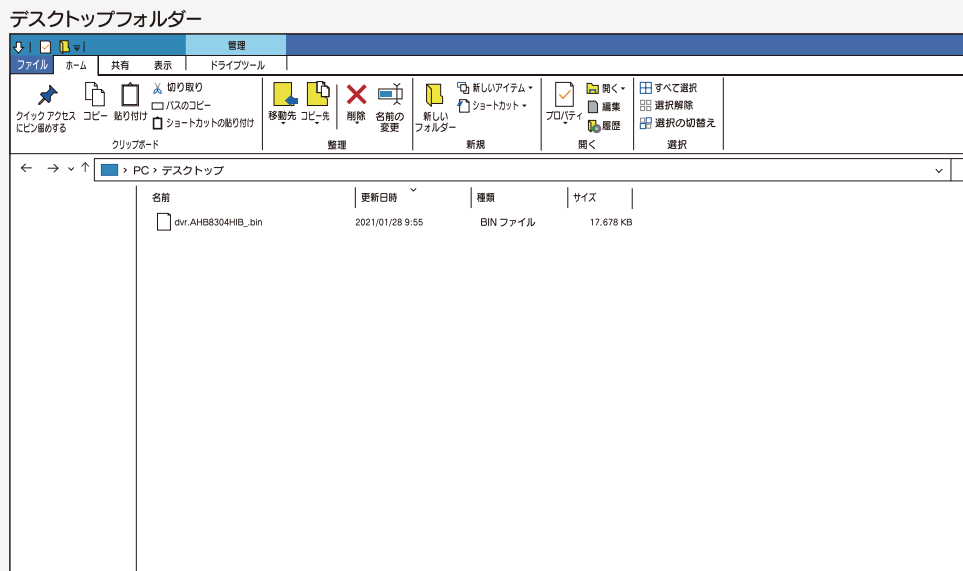 デスクトップフォルダー
管理
ファイル ホーム 共有 表示 ドライブツール
クイック アクセス
にピン留めする
コピー
貼り付け
切り取り
パスのコピー
ショートカットの貼り付け
クリップボード
移動先
コピー先
削除
名前の
変更
整理
新しい
フォルダー
新しいアイテム
ショートカット
新規
プロパティ
開く
編集
履歴
開く
すべて選択
選択解除
選択の切替え
選択
PC › デスクトップ
名前 更新日時 種類 サイズ
dvr.AHB8304HIB_.bin 2021/01/28 9:55 BIN ファイル 17,678 KB